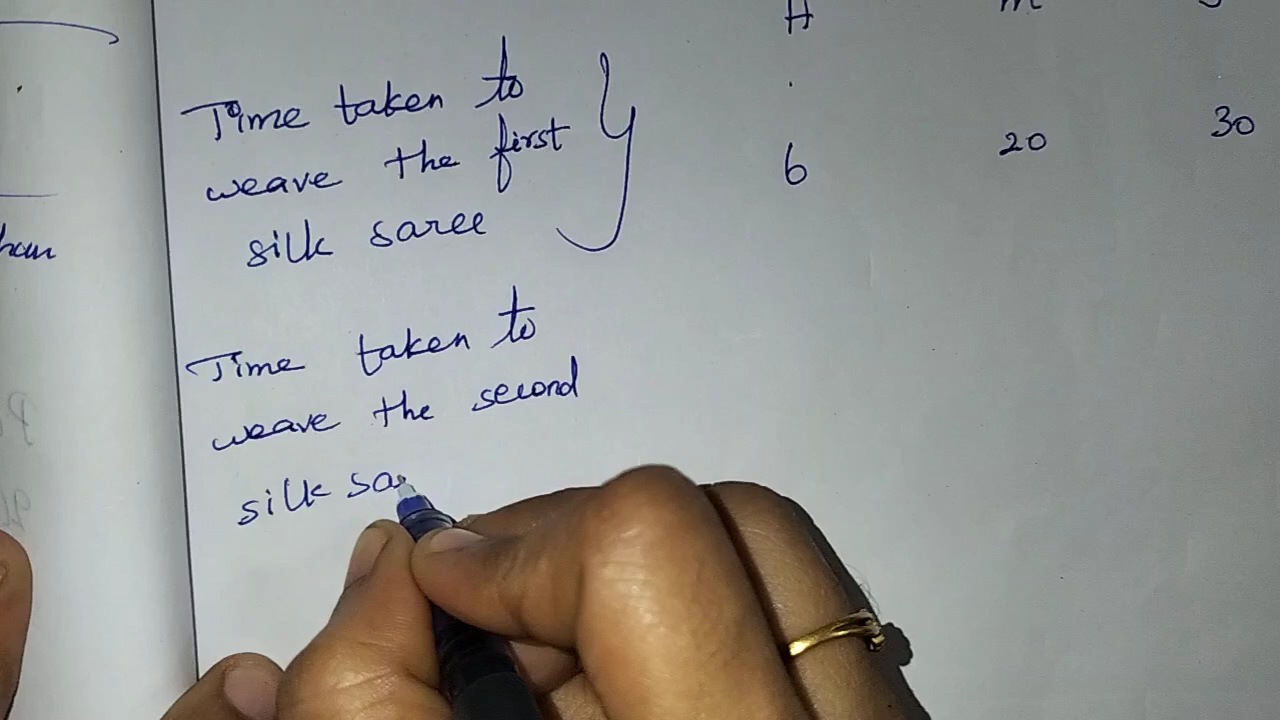 H m
Time taken to
weave the first
silk saree
6 20 30
Time taken to
weave the second
silk sa